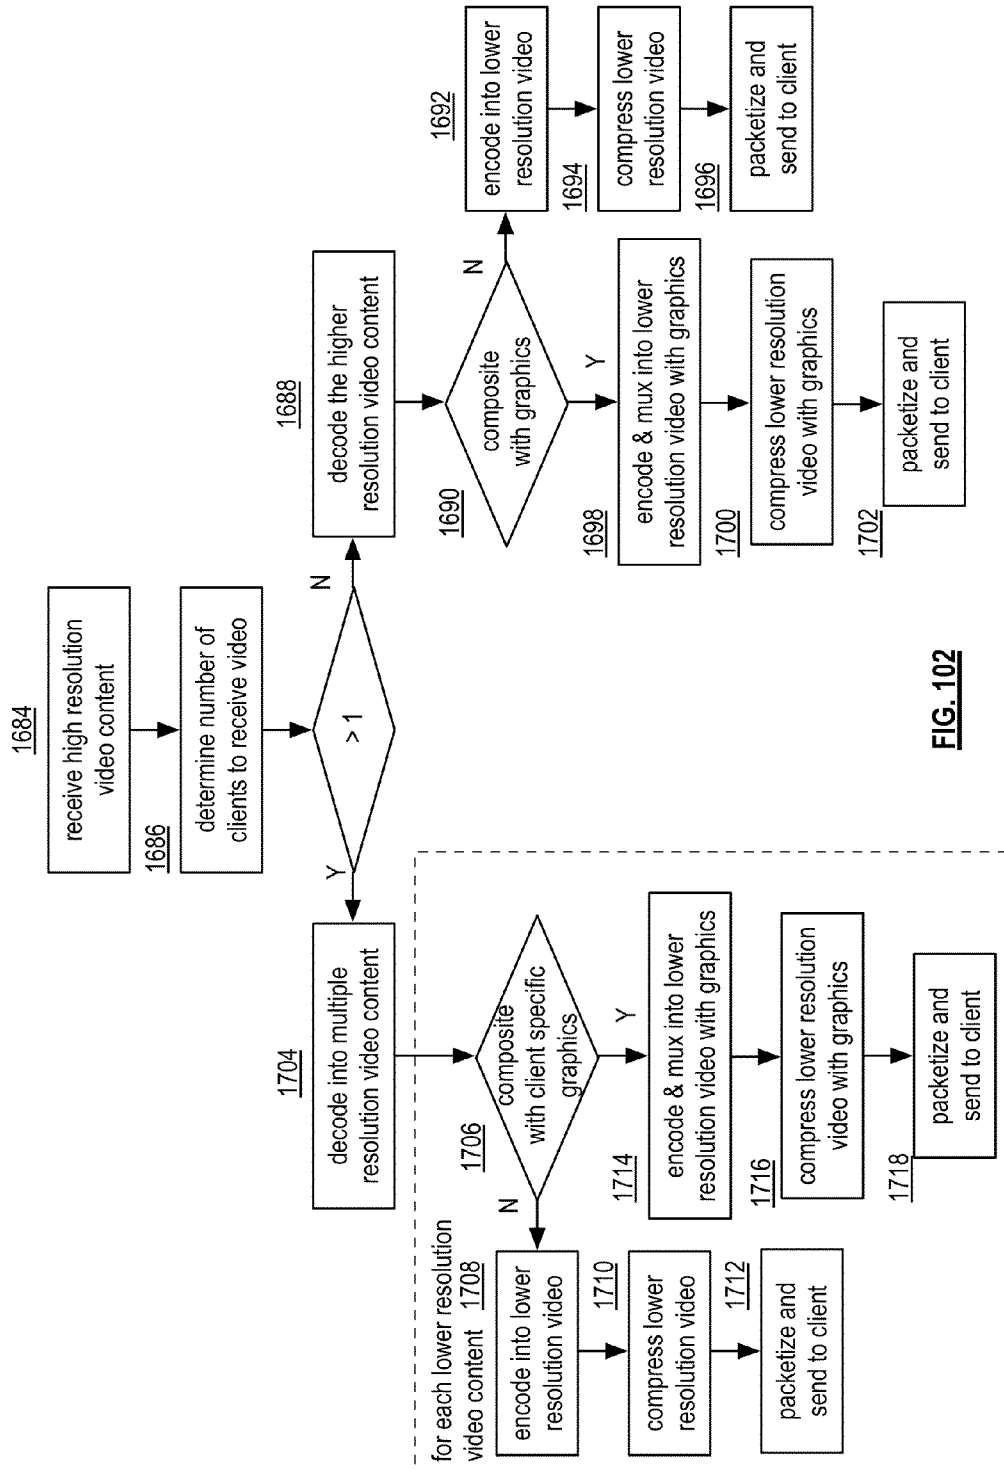 1684
receive high resolution
video content
1686
determine number of
clients to receive video
> 1
Y
N
1704
decode into multiple
resolution video content
for each lower resolution
video content
1706
composite
with client specific
graphics
N
Y
1708
encode into lower
resolution video
1710
compress lower
resolution video
1712
packetize and
send to client
1714
encode & mux into lower
resolution video with graphics
1716
compress lower resolution
video with graphics
1718
packetize and
send to client
1688
decode the higher
resolution video content
1690
composite
with graphics
N
Y
1692
encode into lower
resolution video
1694
compress lower
resolution video
1696
packetize and
send to client
1698
encode & mux into lower
resolution video with graphics
1700
compress lower resolution
video with graphics
1702
packetize and
send to client
FIG. 102